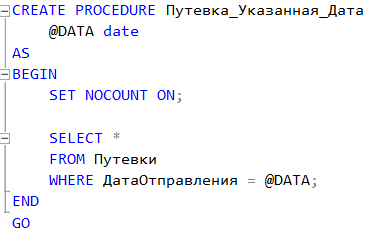 CREATE PROCEDURE Путевка_Указанная_Дата
@DATA date
AS
BEGIN
SET NOCOUNT ON;
SELECT *
FROM Путевки
WHERE ДатаОтправления = @DATA;
END
GO